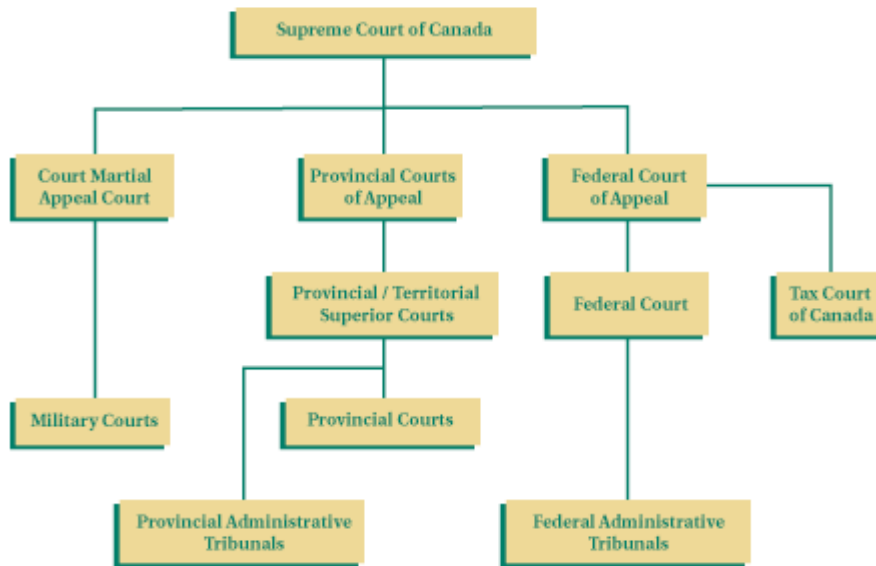 Supreme Court of Canada
Court Martial
Appeal Court
Provincial Courts
of Appeal
Federal Court
of Appeal
Provincial / Territorial
Superior Courts
Federal Court
Tax Court
of Canada
Military Courts
Provincial Courts
Provincial Administrative
Tribunals
Federal Administrative
Tribunals